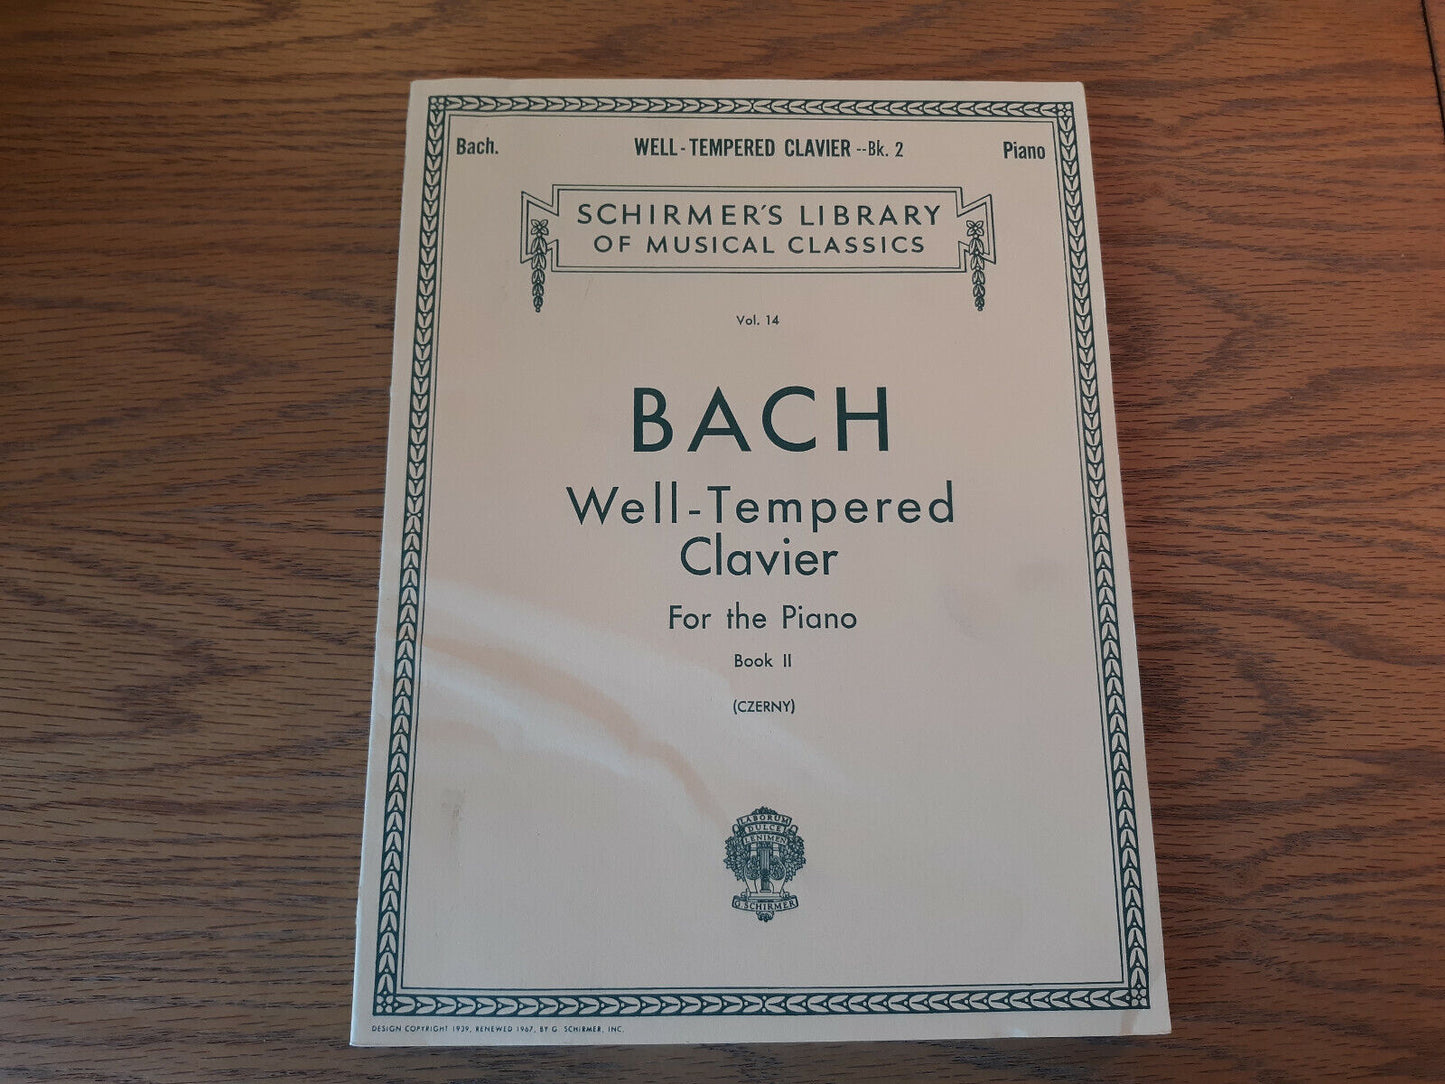 Bach. WELL-TEMPERED CLAVIER--Bk. 2 Piano
SCHIRMER'S LIBRARY
OF MUSICAL CLASSICS
Vol. 14
BACH
Well-Tempered
Clavier
For the Piano
Book II
(CZERNY)
LABORUM
DULCE
LENIMEN
G. SCHIRMER
DESIGN COPYRIGHT 1939, RENEWED 1967, BY G. SCHIRMER, INC.